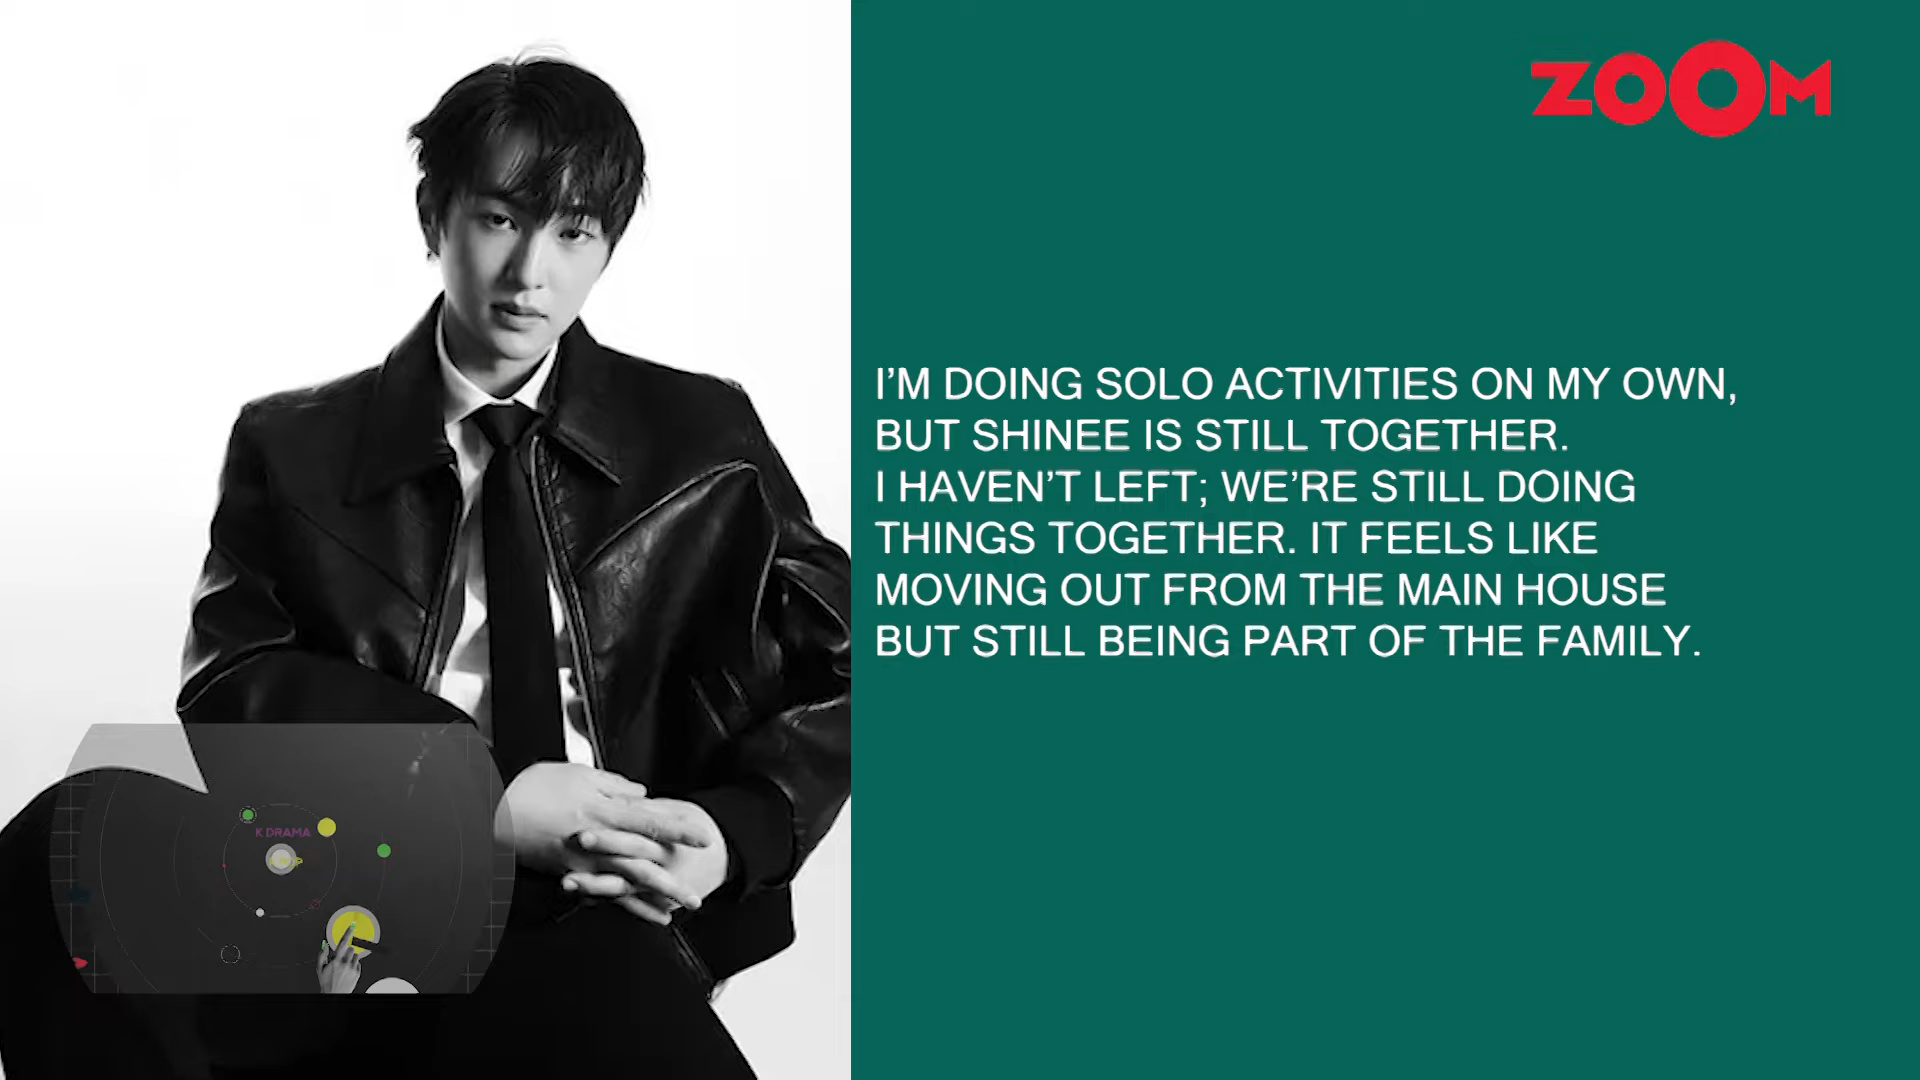 ZOOM
I'M DOING SOLO ACTIVITIES ON MY OWN,
BUT SHINEE IS STILL TOGETHER.
I HAVEN'T LEFT; WE'RE STILL DOING
THINGS TOGETHER. IT FEELS LIKE
MOVING OUT FROM THE MAIN HOUSE
BUT STILL BEING PART OF THE FAMILY.
K DRAMA